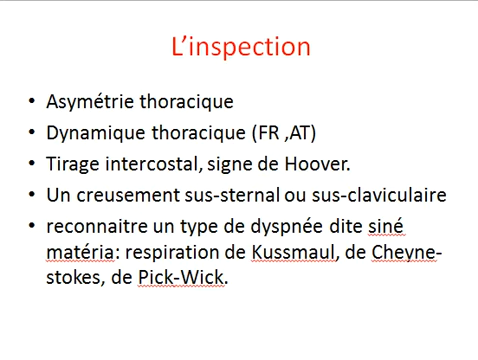 L'inspection
• Asymétrie thoracique
• Dynamique thoracique (FR ,AT)
• Tirage intercostal, signe de Hoover.
• Un creusement sus-sternal ou sus-claviculaire
• reconnaitre un type de dyspnée dite siné
matéria: respiration de Kussmaul, de Cheyne-
stokes, de Pick-Wick.